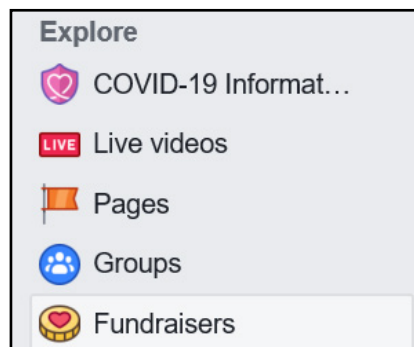 Explore
COVID-19 Informat...
LIVE Live videos
Pages
Groups
Fundraisers